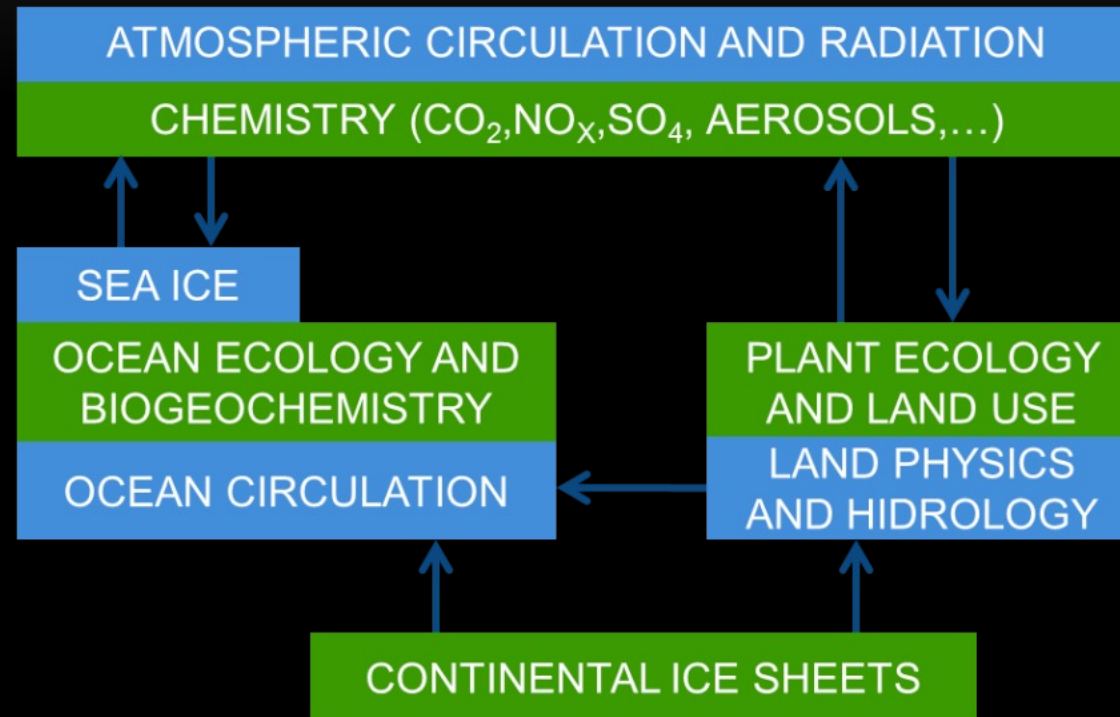 ATMOSPHERIC CIRCULATION AND RADIATION
CHEMISTRY (CO₂,NOₓ,SO₄, AEROSOLS,…)
SEA ICE
OCEAN ECOLOGY AND
BIOGEOCHEMISTRY
OCEAN CIRCULATION
PLANT ECOLOGY
AND LAND USE
LAND PHYSICS
AND HIDROLOGY
CONTINENTAL ICE SHEETS